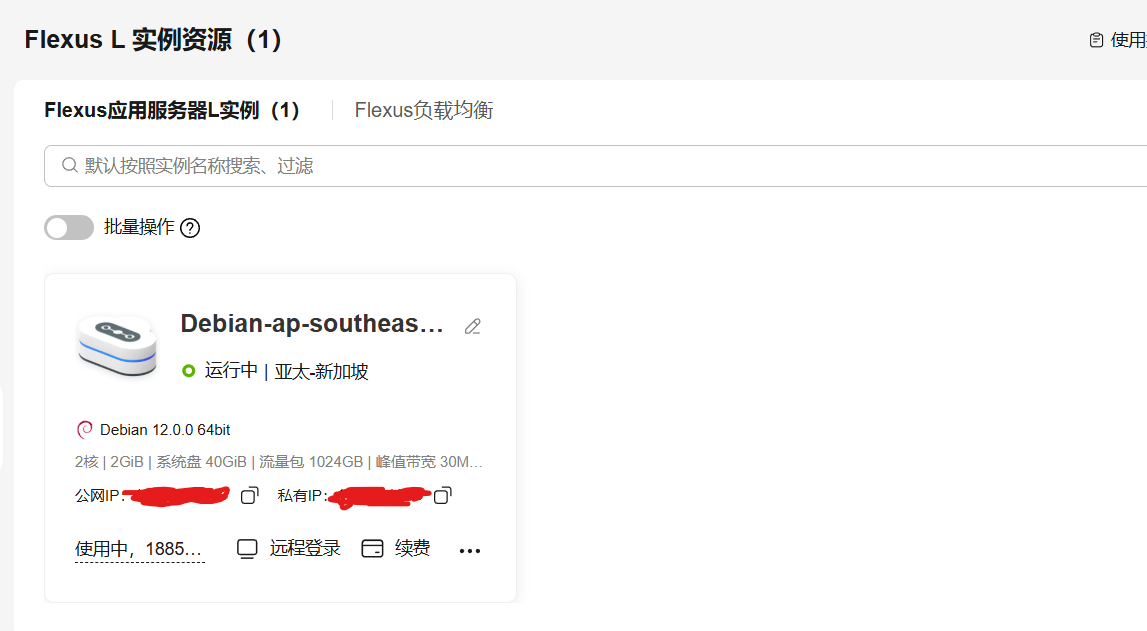 Flexus L 实例资源（1）
使用
Flexus应用服务器L实例（1） Flexus负载均衡
默认按照实例名称搜索、过滤
批量操作
Debian-ap-southeas...
运行中 | 亚太-新加坡
Debian 12.0.0 64bit
2核 | 2GiB | 系统盘 40GiB | 流量包 1024GB | 峰值带宽 30M...
公网IP: 私有IP:
使用中，1885... 远程登录 续费